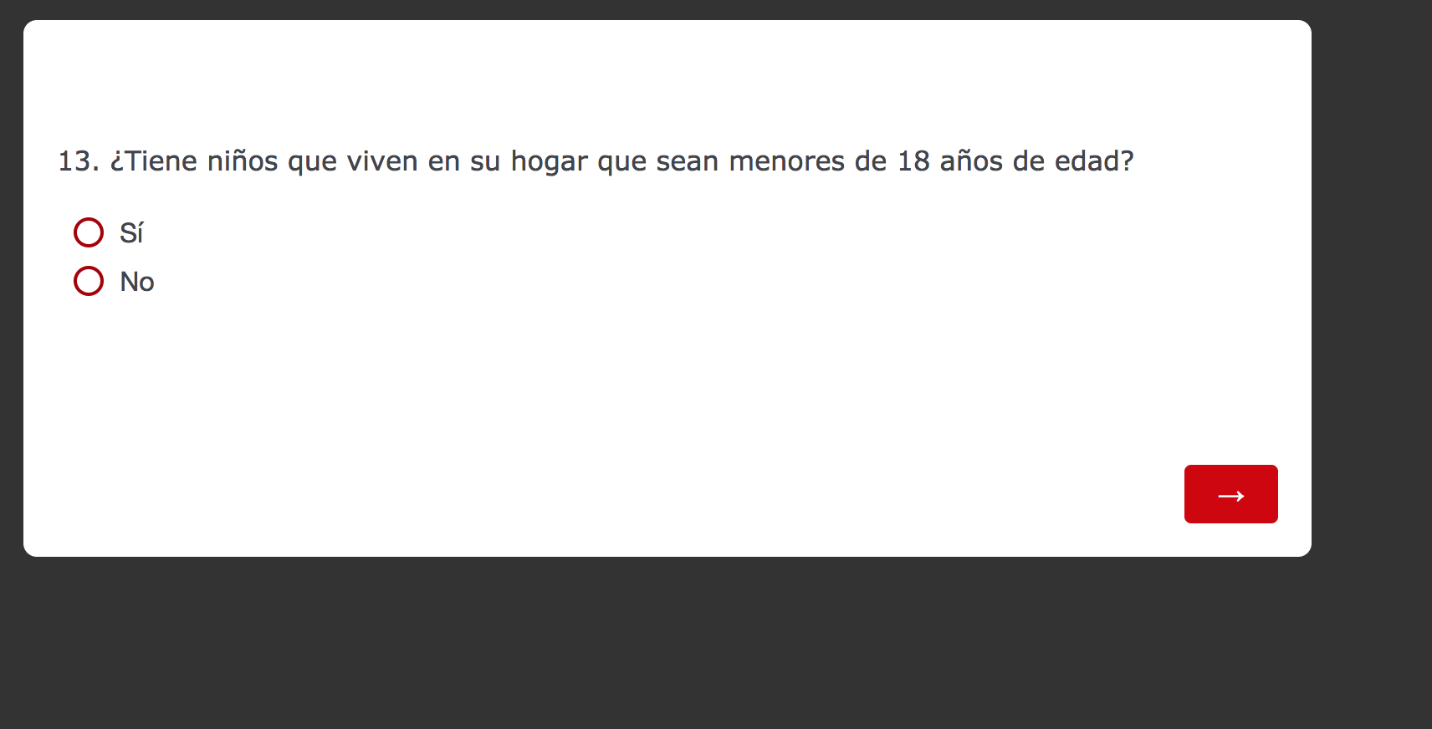 13. ¿Tiene niños que viven en su hogar que sean menores de 18 años de edad?
Sí
No
→